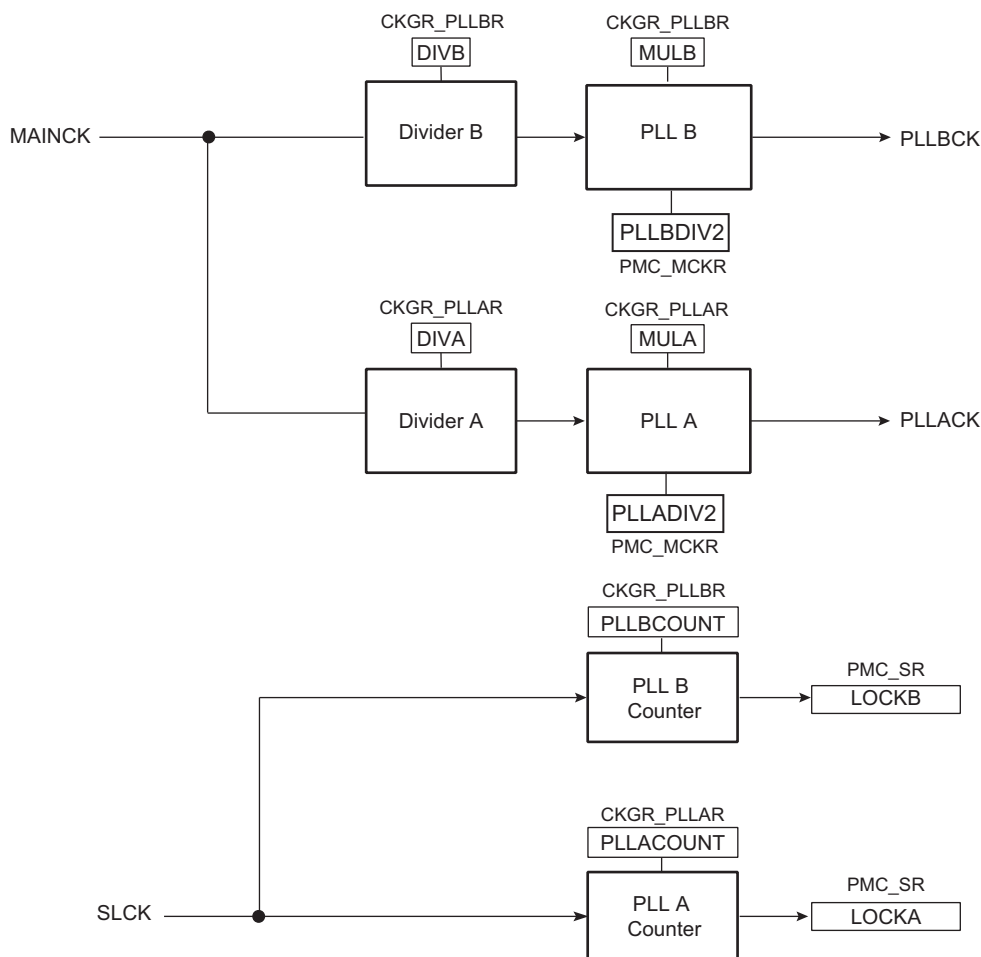 CKGR_PLLBR
DIVB
CKGR_PLLBR
MULB
MAINCK
Divider B
PLL B
PLLBCK
PLLBDIV2
PMC_MCKR
CKGR_PLLAR
DIVA
CKGR_PLLAR
MULA
Divider A
PLL A
PLLACK
PLLADIV2
PMC_MCKR
CKGR_PLLBR
PLLBCOUNT
PLL B
Counter
PMC_SR
LOCKB
CKGR_PLLAR
PLLACOUNT
SLCK
PLL A
Counter
PMC_SR
LOCKA